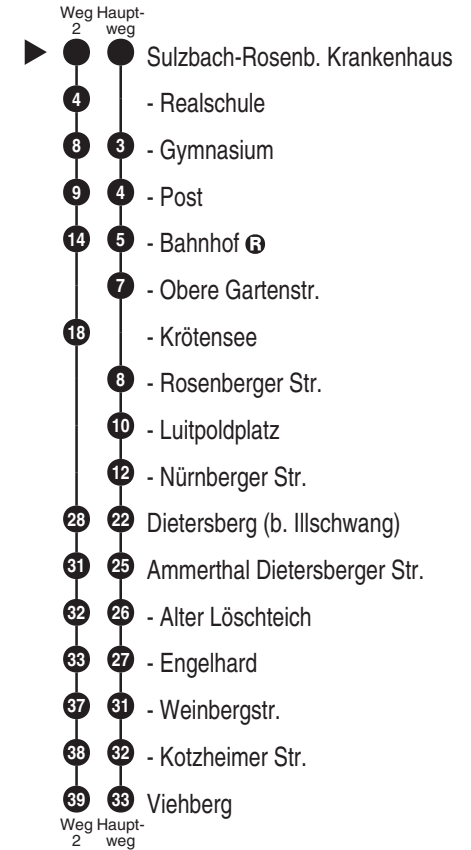 Weg Haupt-
2 weg
Sulzbach-Rosenb. Krankenhaus
4 - Realschule
8 3 - Gymnasium
9 4 - Post
14 5 - Bahnhof R
7 - Obere Gartenstr.
18 - Krötensee
8 - Rosenberger Str.
10 - Luitpoldplatz
12 - Nürnberger Str.
28 22 Dietersberg (b. Illschwang)
31 25 Ammerthal Dietersberger Str.
32 26 - Alter Löschteich
33 27 - Engelhard
37 31 - Weinbergstr.
38 32 - Kotzheimer Str.
39 33 Viehberg
Weg Haupt-
2 weg